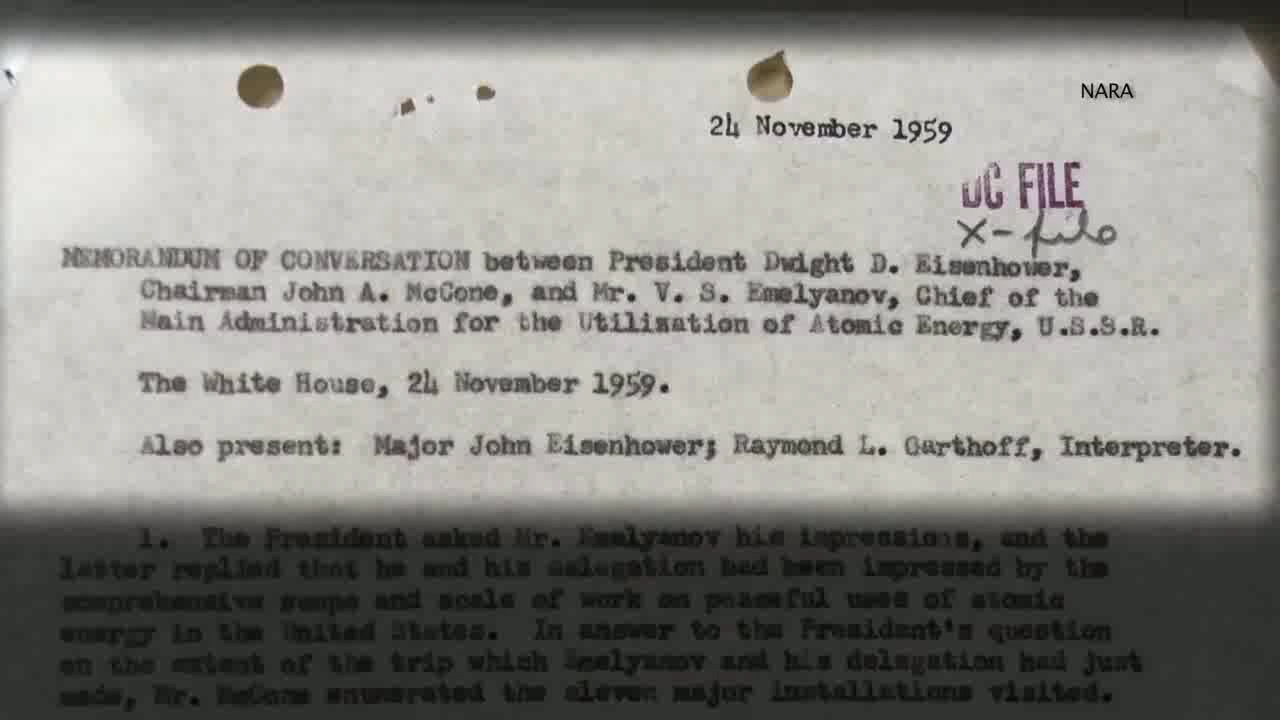 NARA
24 November 1959
DC FILE
X-file
MEMORANDUM OF CONVERSATION between President Dwight D. Eisenhower,
Chairman John A. McCone, and Mr. V. S. Emelyanov, Chief of the
Main Administration for the Utilization of Atomic Energy, U.S.S.R.
The White House, 24 November 1959.
Also present: Major John Eisenhower; Raymond L. Garthoff, Interpreter.
1. The President asked Mr. Emelyanov his impressions, and the
latter replied that he and his delegation had been impressed by the
comprehensive scope and scale of work on peaceful uses of atomic
energy in the United States. In answer to the President's question
on the extent of the trip which Emelyanov and his delegation had just
made, Mr. McCone enumerated the eleven major installations visited.